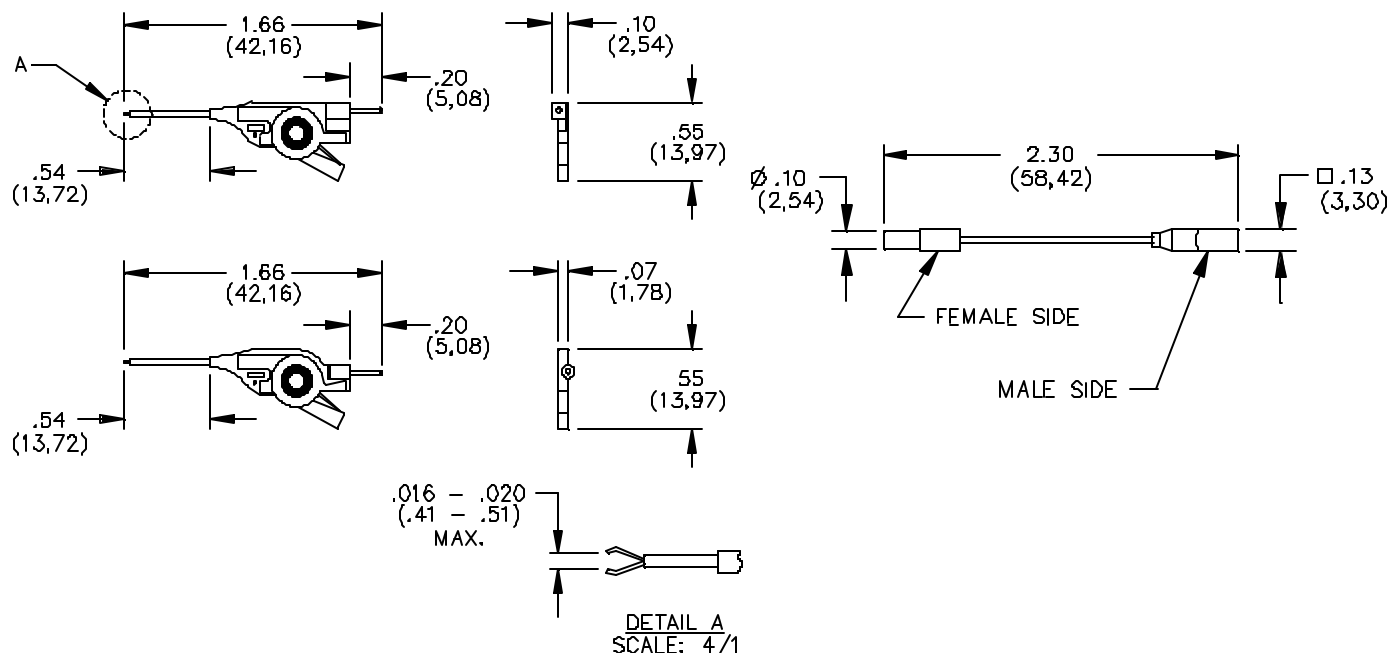 1.66
(42,16)
.10
(2,54)
A
.20
(5,08)
.55
(13,97)
.54
(13,72)
2.30
(58,42)
Ø .10
(2,54)
□ .13
(3,30)
FEMALE SIDE
MALE SIDE
1.66
(42,16)
.07
(1,78)
.20
(5,08)
.55
(13,97)
.54
(13,72)
.016 - .020
(.41 - .51)
MAX.
DETAIL A
SCALE: 4/1